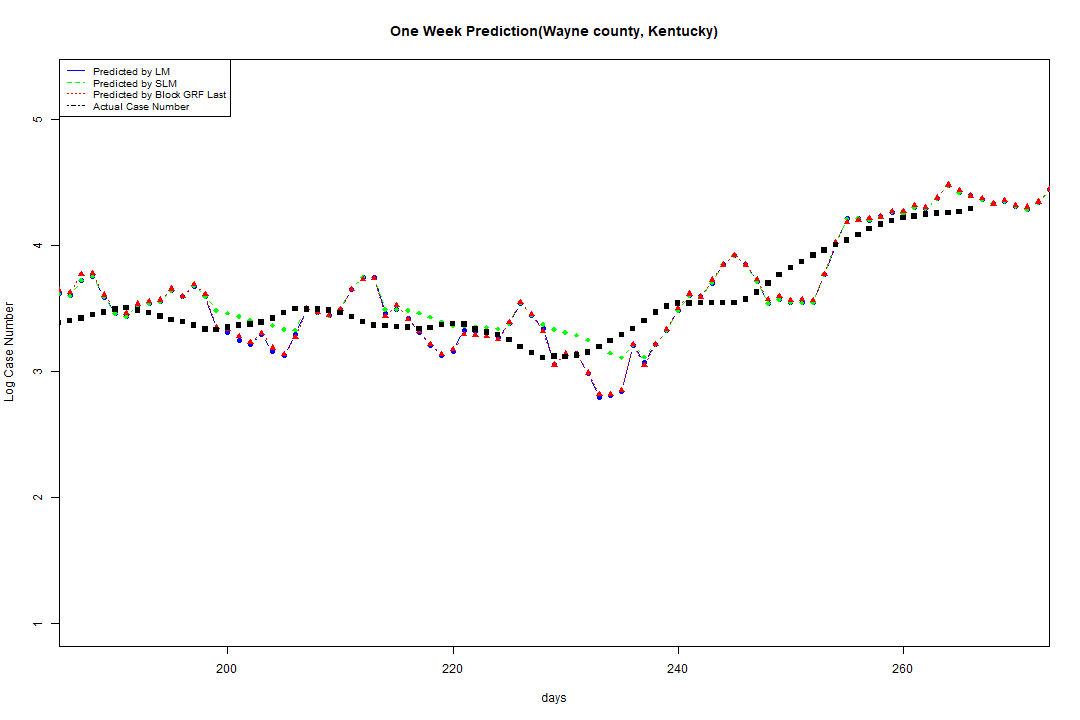 One Week Prediction(Wayne county, Kentucky)
Predicted by LM
Predicted by SLM
Predicted by Block GRF Last
Actual Case Number
5
4
3
2
1
Log Case Number
200 220 240 260
days